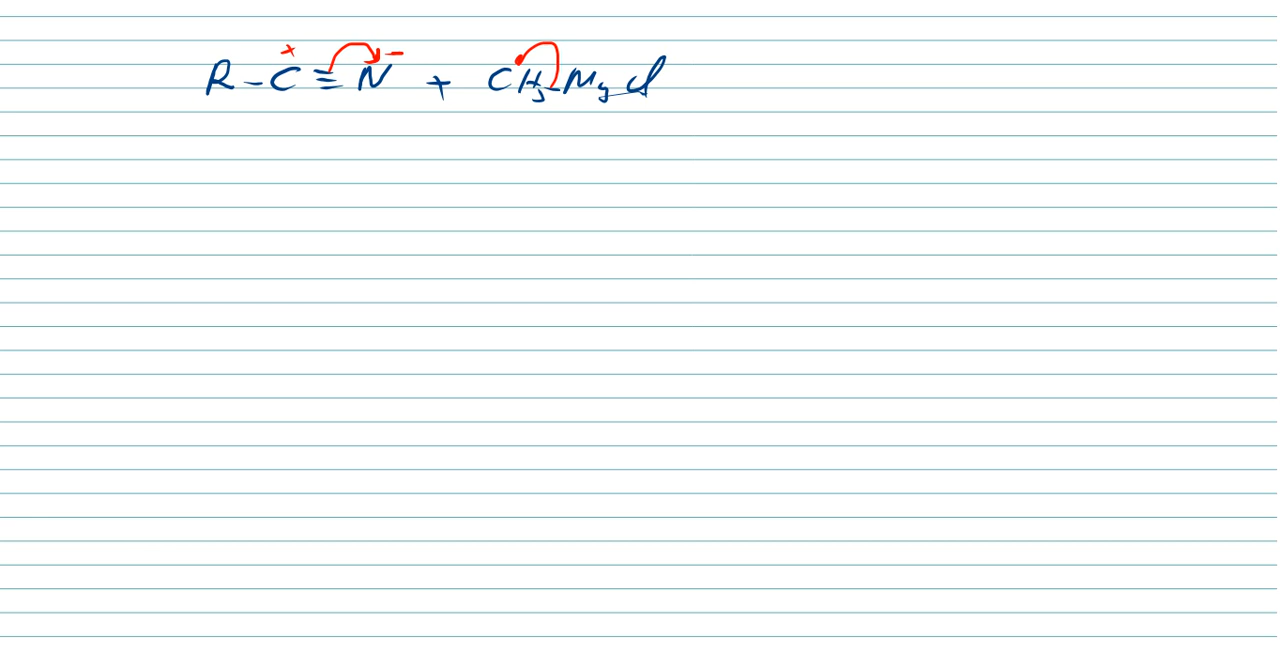 R - C⁺ ≡ N⁻ + CH₃-MgCl